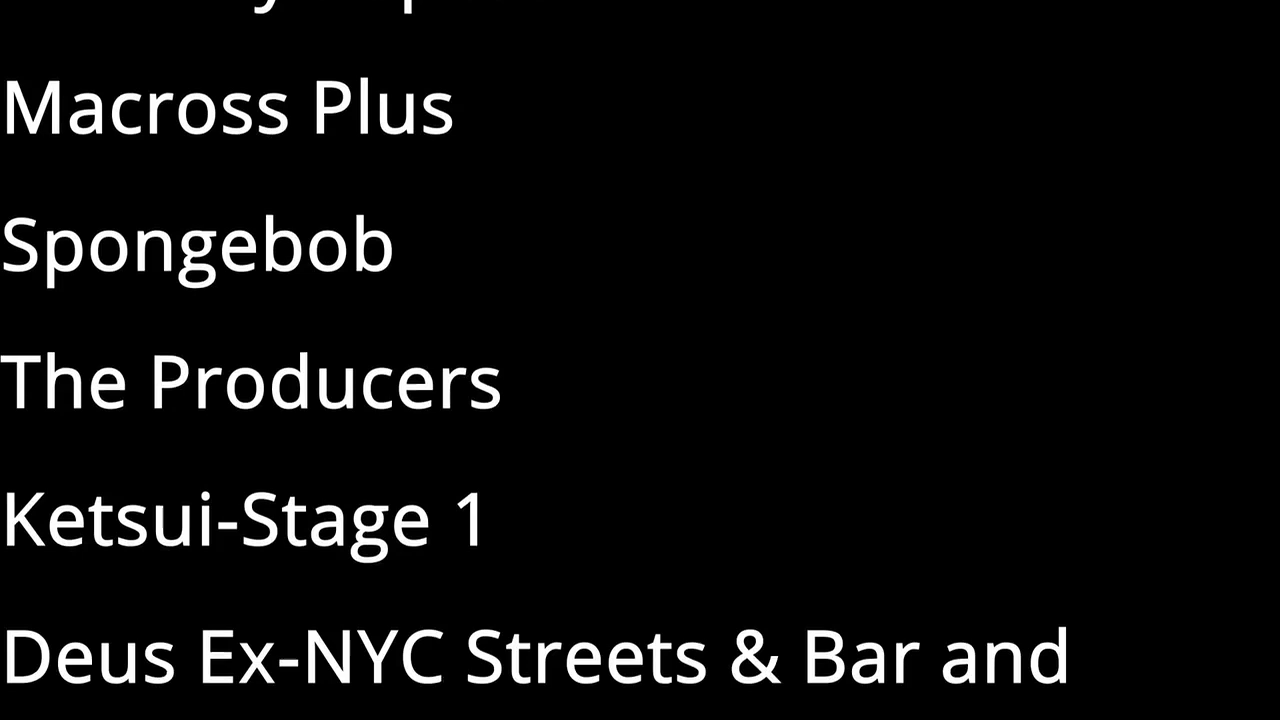 Macross Plus
Spongebob
The Producers
Ketsui-Stage 1
Deus Ex-NYC Streets & Bar and